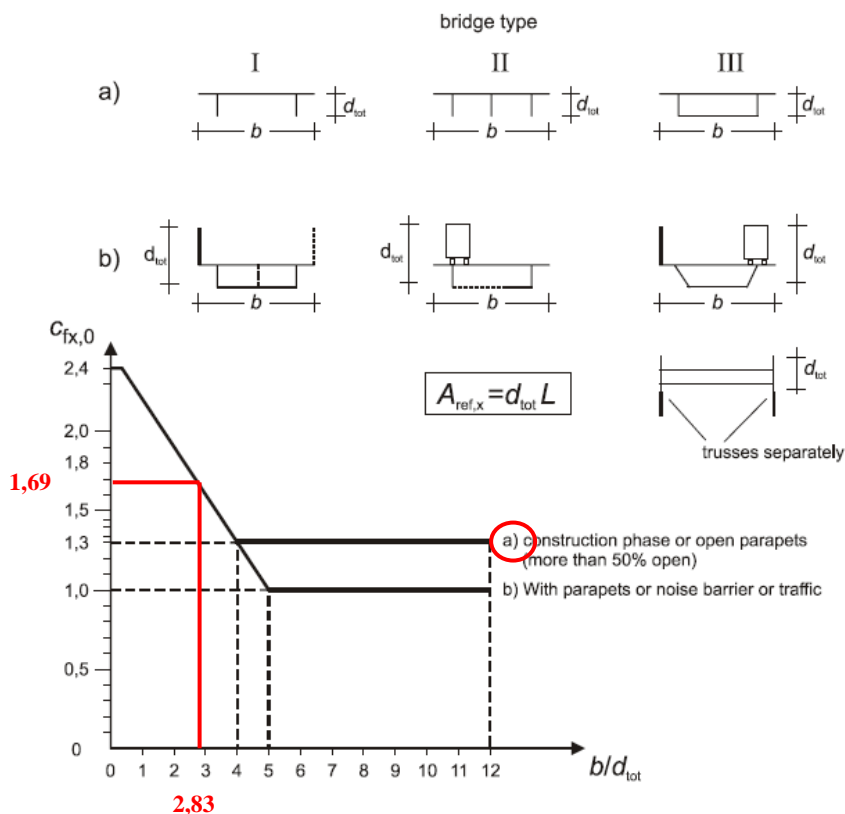 bridge type
I II III
a)
d_tot d_tot d_tot
b b b
b)
d_tot d_tot d_tot
b b b
c_fx,0
A_ref,x = d_tot L
d_tot
trusses separately
2,4
2,0
1,8
1,69
1,5
1,3
a) construction phase or open parapets
(more than 50% open)
1,0
b) With parapets or noise barrier or traffic
0,5
0
0 1 2 3 4 5 6 7 8 9 10 11 12
b/d_tot
2,83